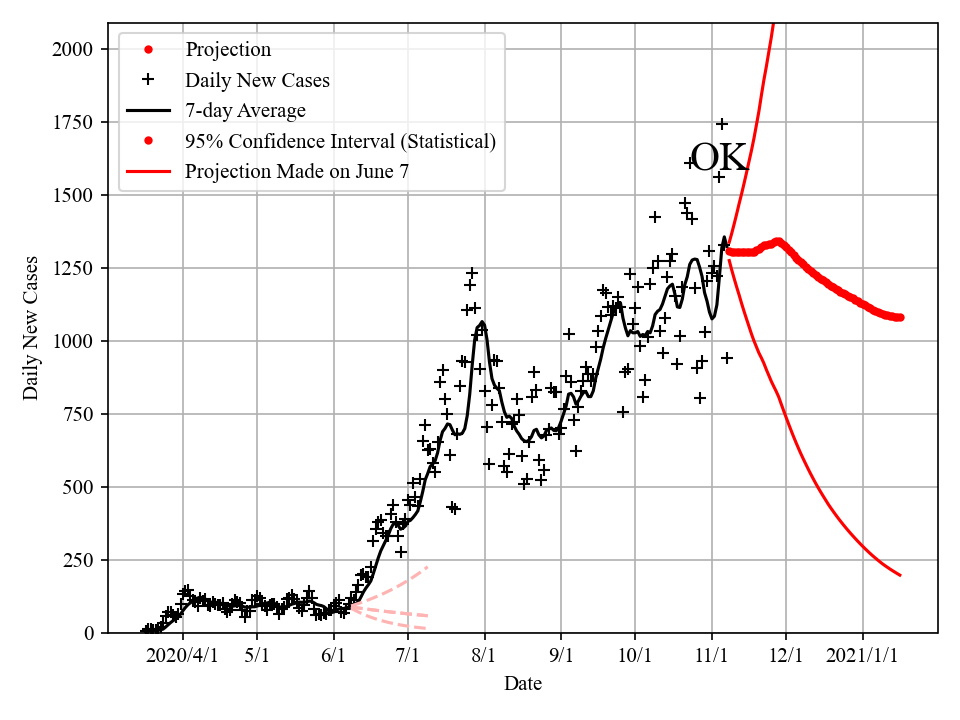 2000
1750
1500
1250
1000
750
500
250
0
Daily New Cases
Projection
Daily New Cases
7-day Average
95% Confidence Interval (Statistical)
Projection Made on June 7
OK
2020/4/1 5/1 6/1 7/1 8/1 9/1 10/1 11/1 12/1 2021/1/1
Date